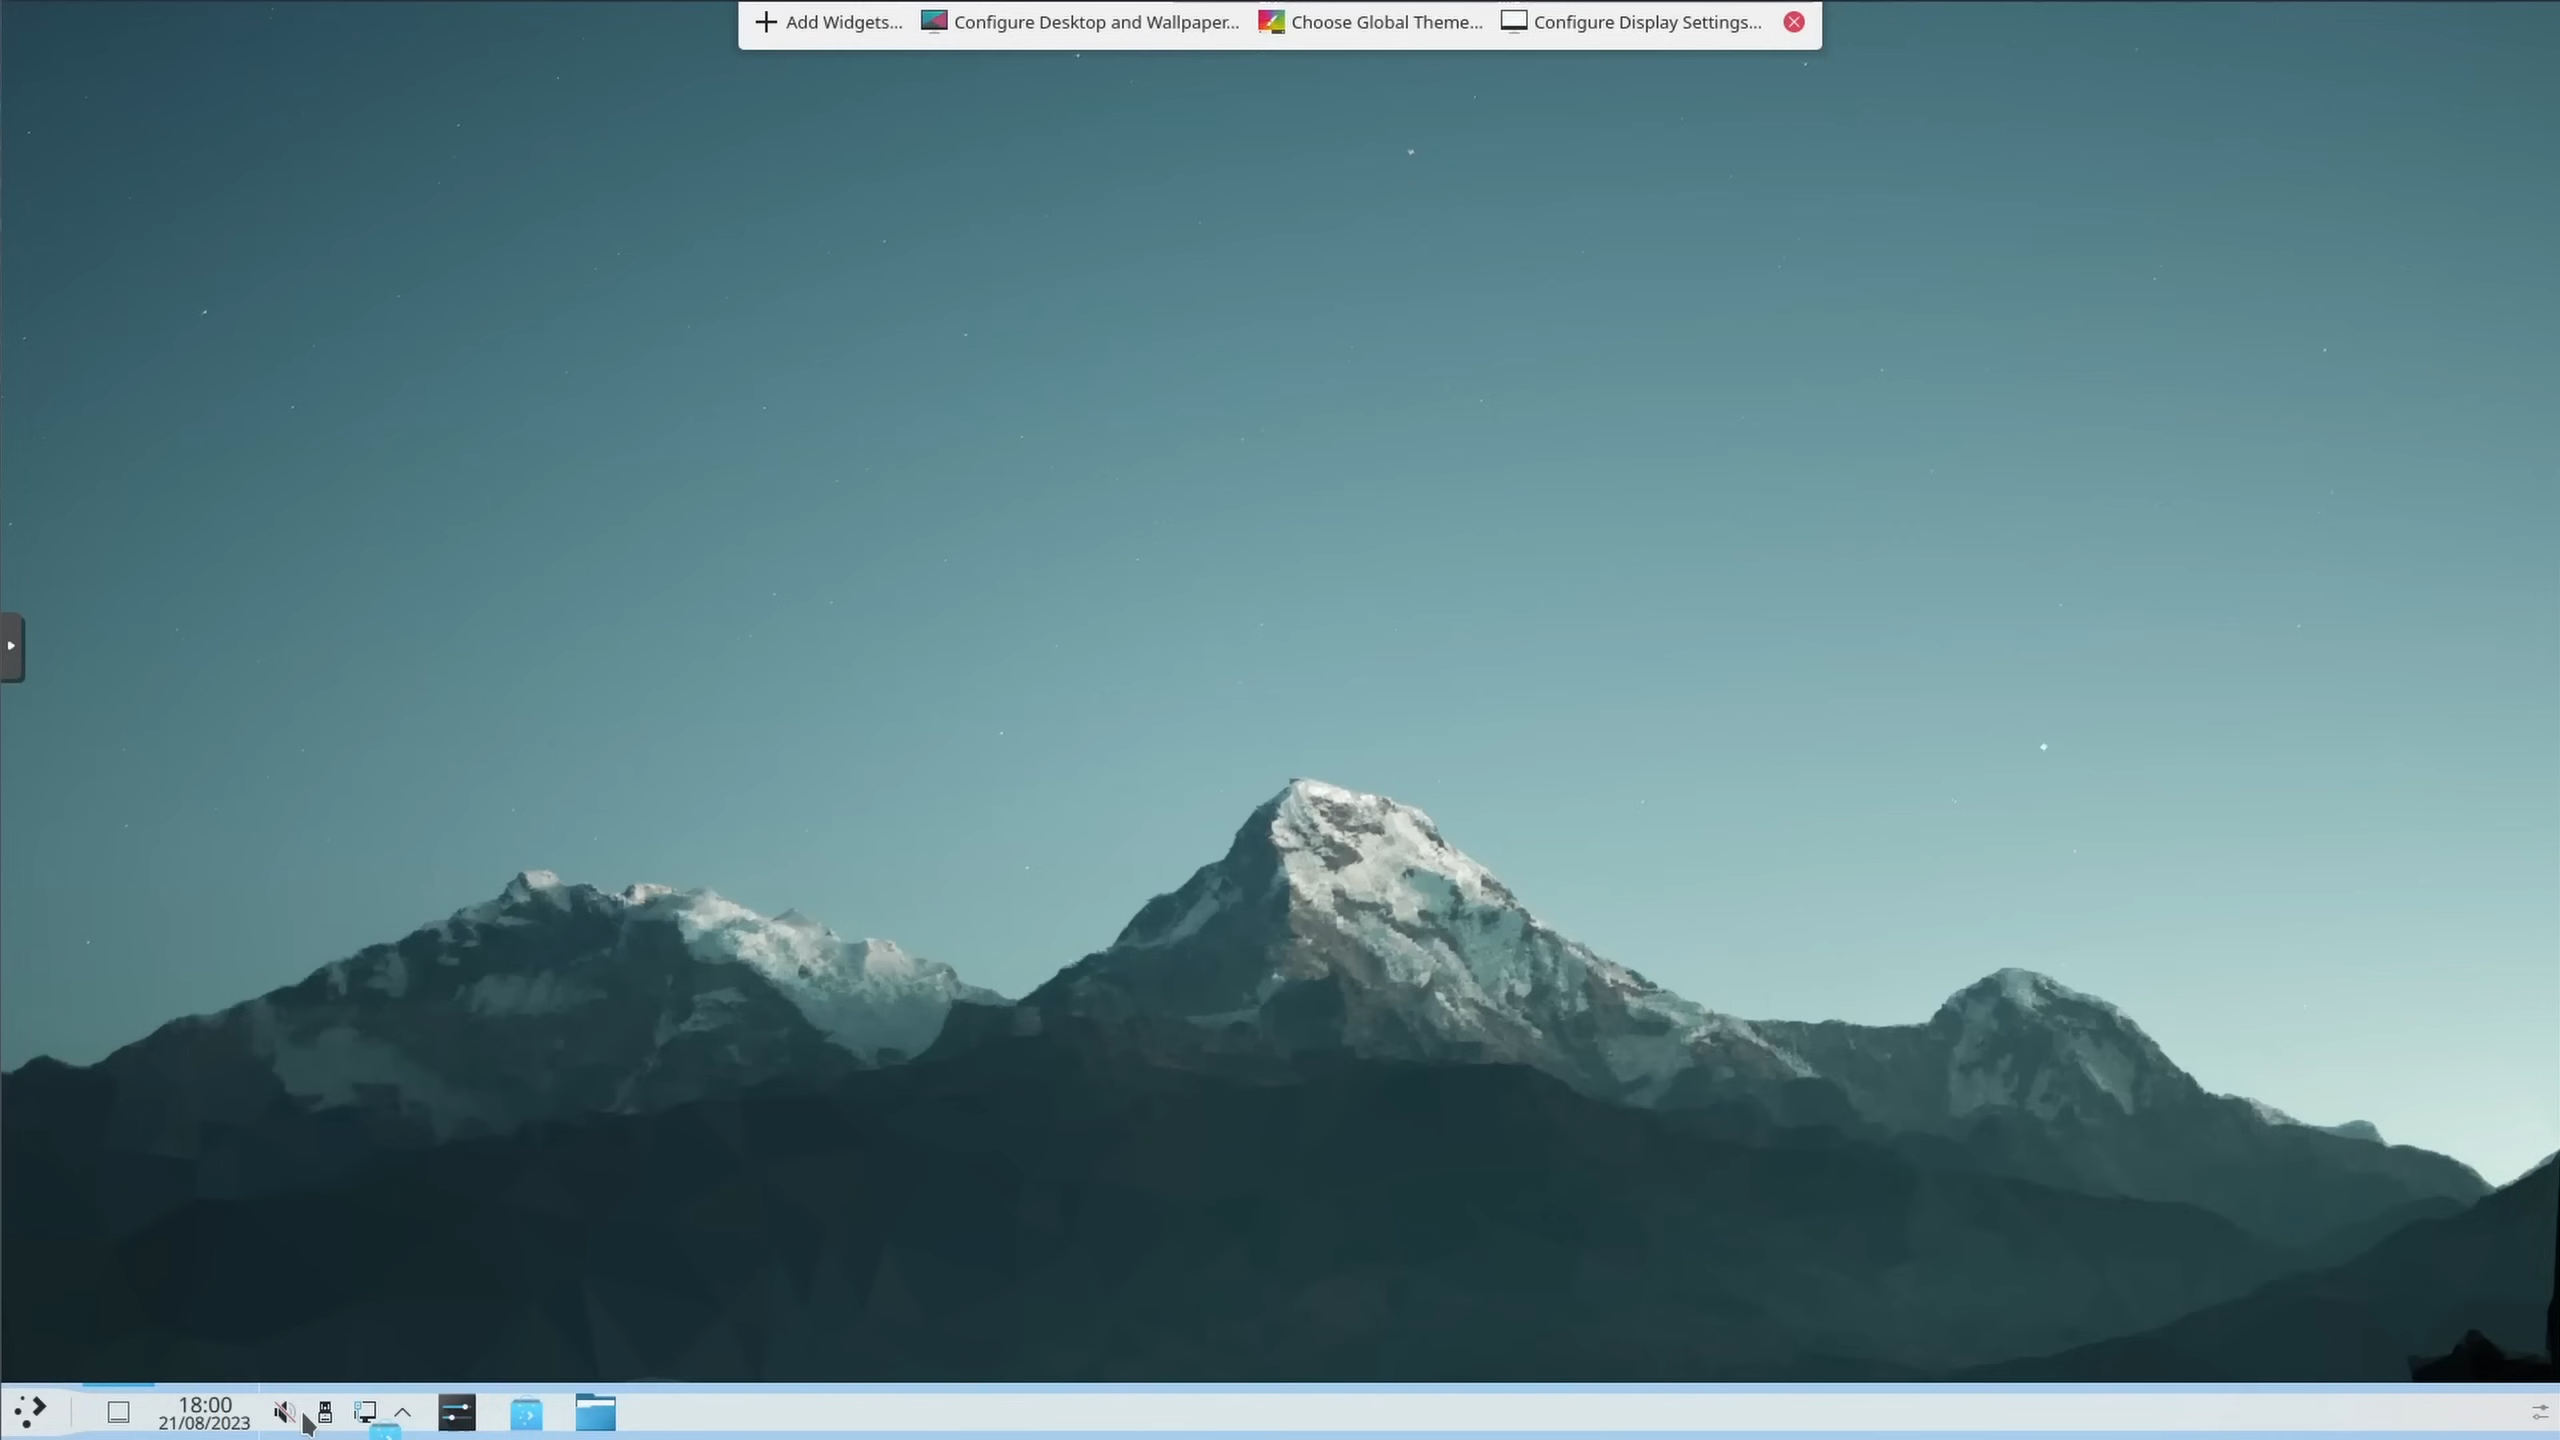 Add Widgets...
Configure Desktop and Wallpaper...
Choose Global Theme...
Configure Display Settings...
18:00
21/08/2023